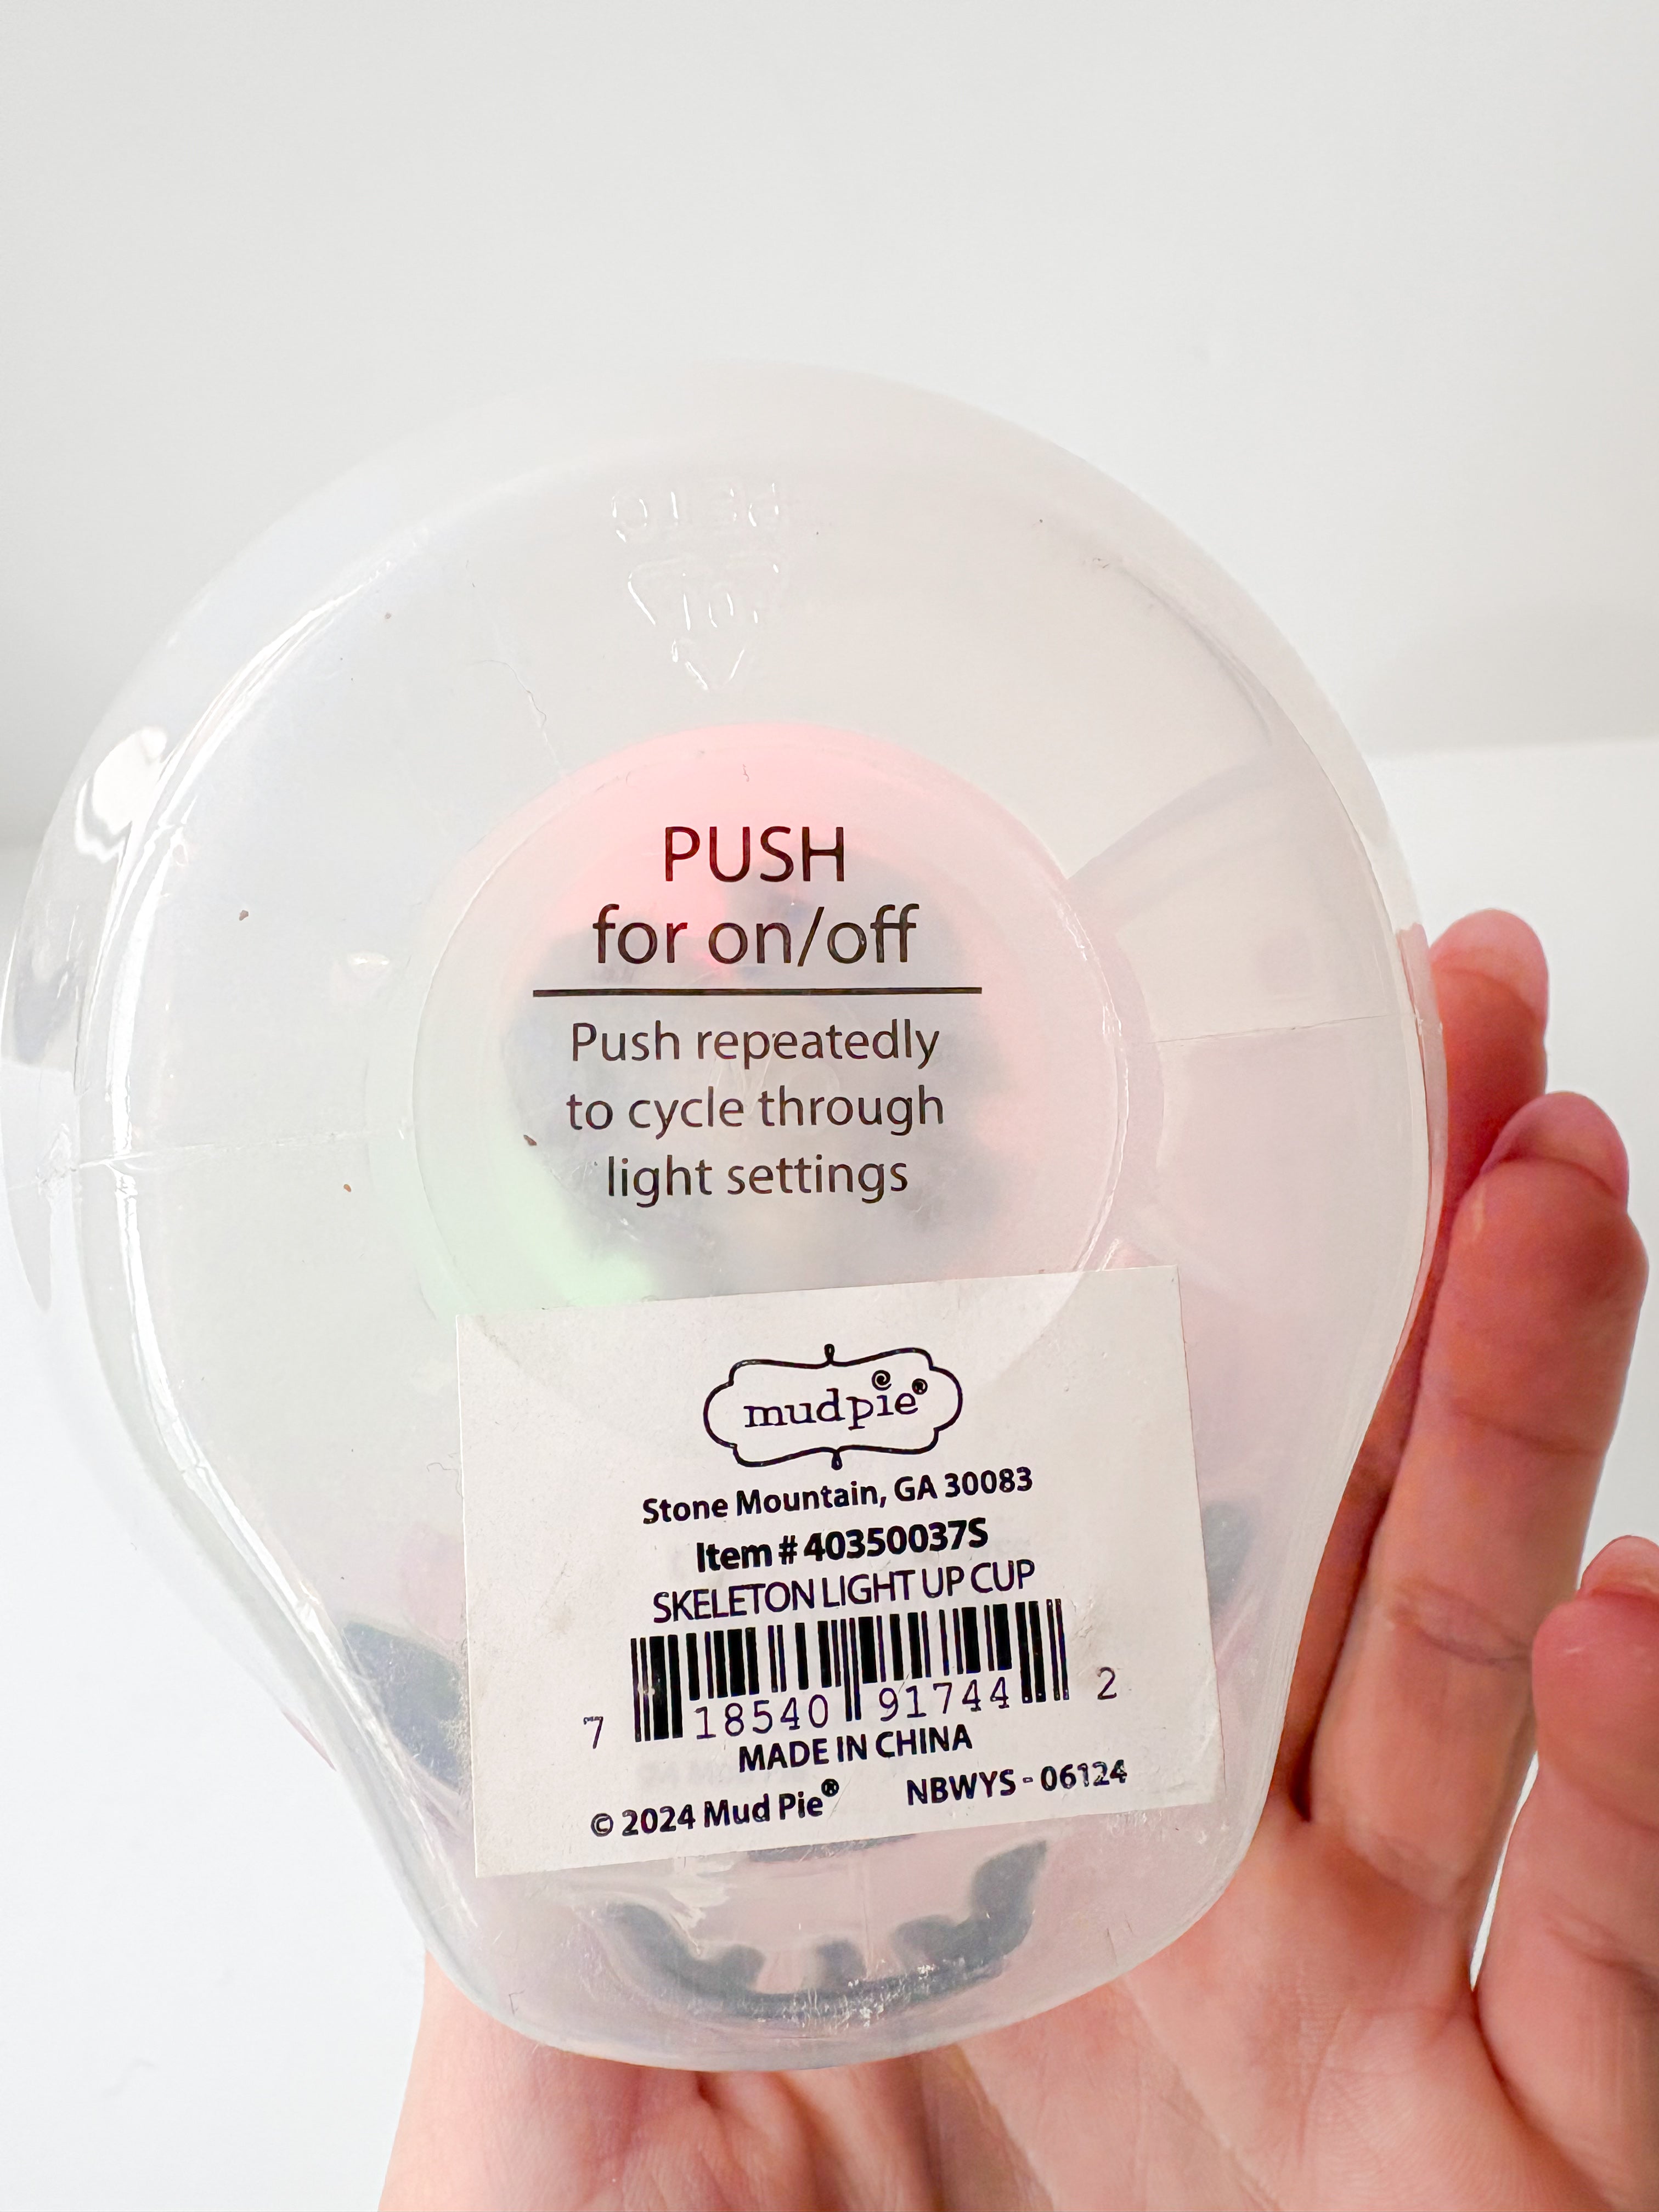 PUSH
for on/off
Push repeatedly
to cycle through
light settings
mudpie®
Stone Mountain, GA 30083
Item # 40350037S
SKELETON LIGHT UP CUP
7 18540 91744 2
MADE IN CHINA
© 2024 Mud Pie® NBWYS - 06124